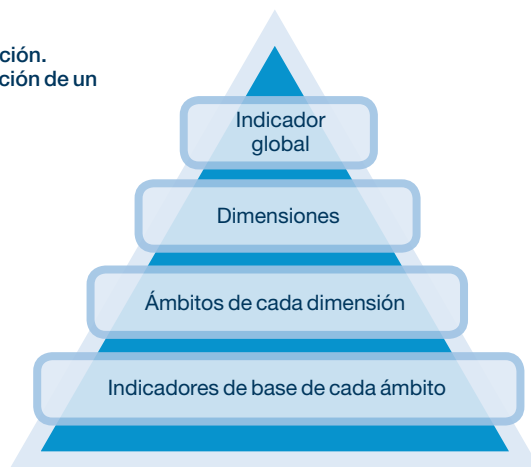 ción.
ción de un
Indicador
global
Dimensiones
Ámbitos de cada dimensión
Indicadores de base de cada ámbito